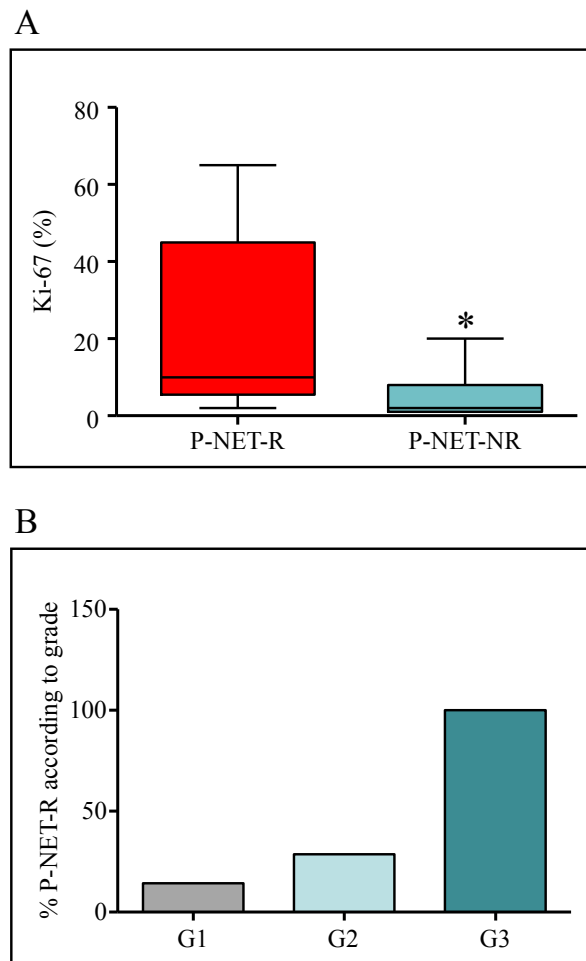 A
Ki-67 (%)
80
60
40
20
0
*
P-NET-R
P-NET-NR
B
% P-NET-R according to grade
150
100
50
0
G1
G2
G3